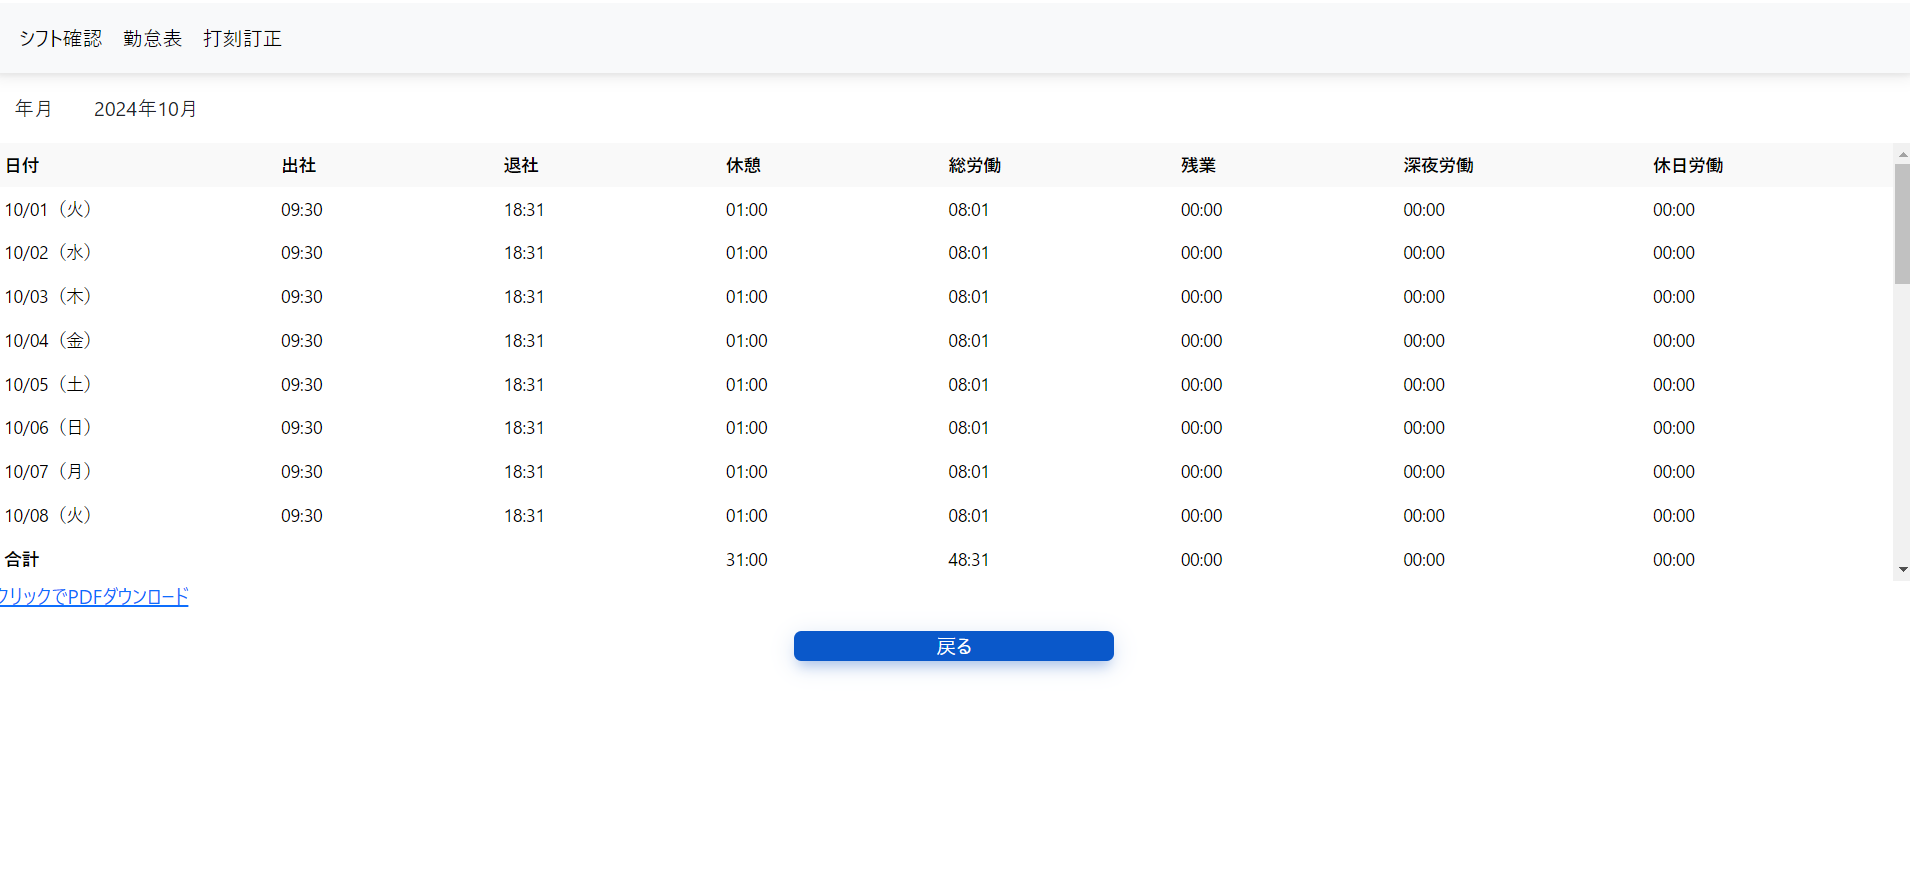 シフト確認 勤怠表 打刻訂正
年月 2024年10月
日付 出社 退社 休憩 総労働 残業 深夜労働 休日労働
10/01（火） 09:30 18:31 01:00 08:01 00:00 00:00 00:00
10/02（水） 09:30 18:31 01:00 08:01 00:00 00:00 00:00
10/03（木） 09:30 18:31 01:00 08:01 00:00 00:00 00:00
10/04（金） 09:30 18:31 01:00 08:01 00:00 00:00 00:00
10/05（土） 09:30 18:31 01:00 08:01 00:00 00:00 00:00
10/06（日） 09:30 18:31 01:00 08:01 00:00 00:00 00:00
10/07（月） 09:30 18:31 01:00 08:01 00:00 00:00 00:00
10/08（火） 09:30 18:31 01:00 08:01 00:00 00:00 00:00
合計 31:00 48:31 00:00 00:00 00:00
クリックでPDFダウンロード
戻る